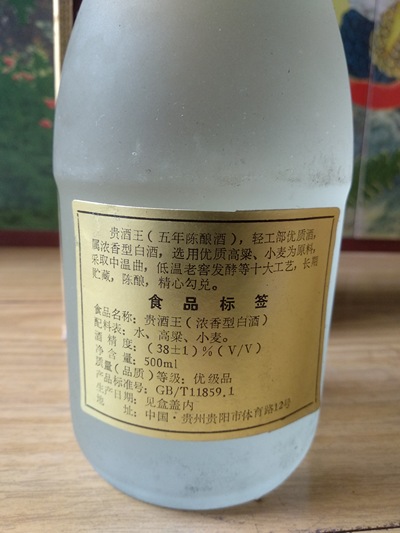 贵酒王（五年陈酿酒），轻工部优质酒，
属浓香型白酒，选用优质高粱、小麦为原料，
采取中温曲，低温老窖发酵等十大工艺，长期
贮藏，陈酿，精心勾兑。
食品标签
食品名称：贵酒王（浓香型白酒）
配料表：水、高粱、小麦。
酒精度：（38±1）％（V/V）
净含量：500ml
质量（品质）等级：优级品
产品标准号：GB/T11859.1
生产日期：见盒盖内
地址：中国·贵州贵阳市体育路12号